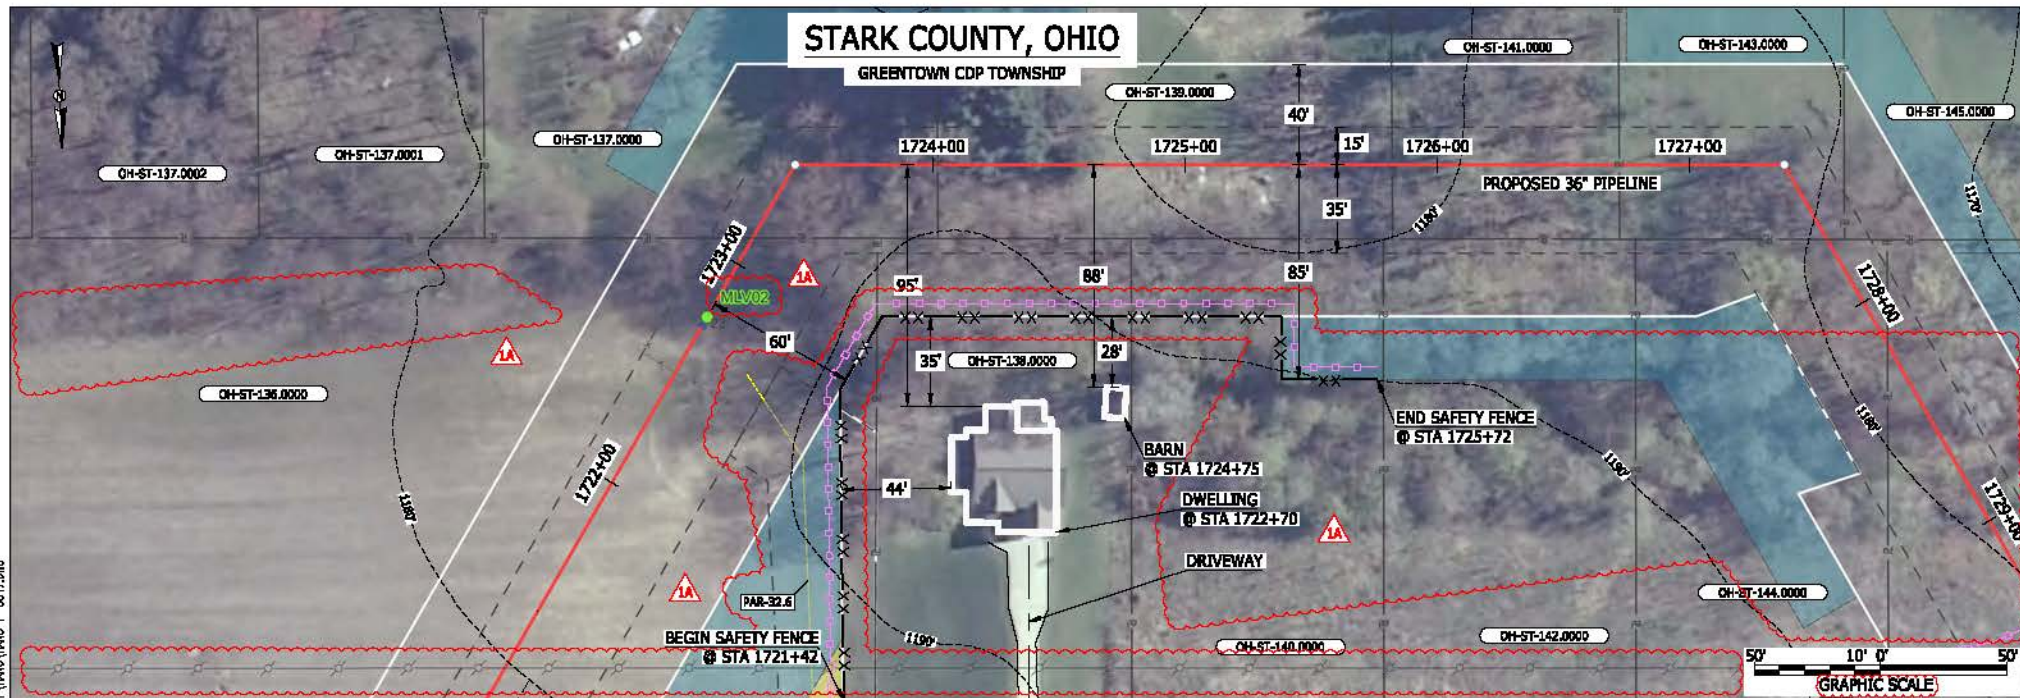 STARK COUNTY, OHIO
GREENTOWN CDP TOWNSHIP
N
OH-ST-137.0002
OH-ST-137.0001
OH-ST-137.0000
OH-ST-139.0000
OH-ST-141.0000
OH-ST-143.0000
OH-ST-145.0000
40'
15'
1724+00
1725+00
1726+00
1727+00
PROPOSED 36" PIPELINE
35'
1180'
1170'
1723+00
1A
MLV02
95'
88'
85'
1728+00
60'
35'
OH-ST-138.0000
28'
1A
OH-ST-136.0000
END SAFETY FENCE
@ STA 1725+72
1180'
BARN
@ STA 1724+75
1190'
1722+00
44'
1180'
DWELLING
@ STA 1722+70
1729+00
1A
DRIVEWAY
1A
PAR-32.6
OH-ST-144.0000
BEGIN SAFETY FENCE
@ STA 1721+42
1190'
OH-ST-140.0000
OH-ST-142.0000
50' 10' 0' 50'
GRAPHIC SCALE